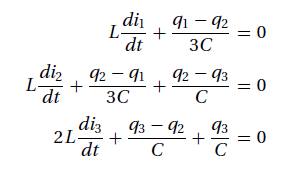 L di₁/dt + (q₁ − q₂)/3C = 0
L di₂/dt + (q₂ − q₁)/3C + (q₂ − q₃)/C = 0
2L di₃/dt + (q₃ − q₂)/C + q₃/C = 0